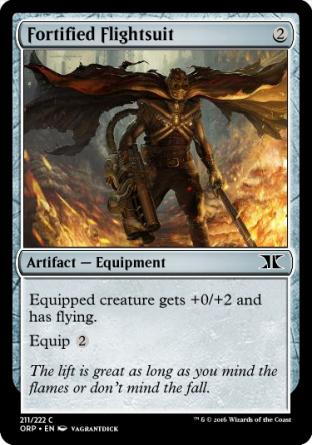 Fortified Flightsuit 2
Artifact — Equipment
Equipped creature gets +0/+2 and
has flying.
Equip 2
The lift is great as long as you mind the
flames or don't mind the fall.
211/222 C
ORP • EN VAGRANTDICK
™ & © 2016 Wizards of the Coast